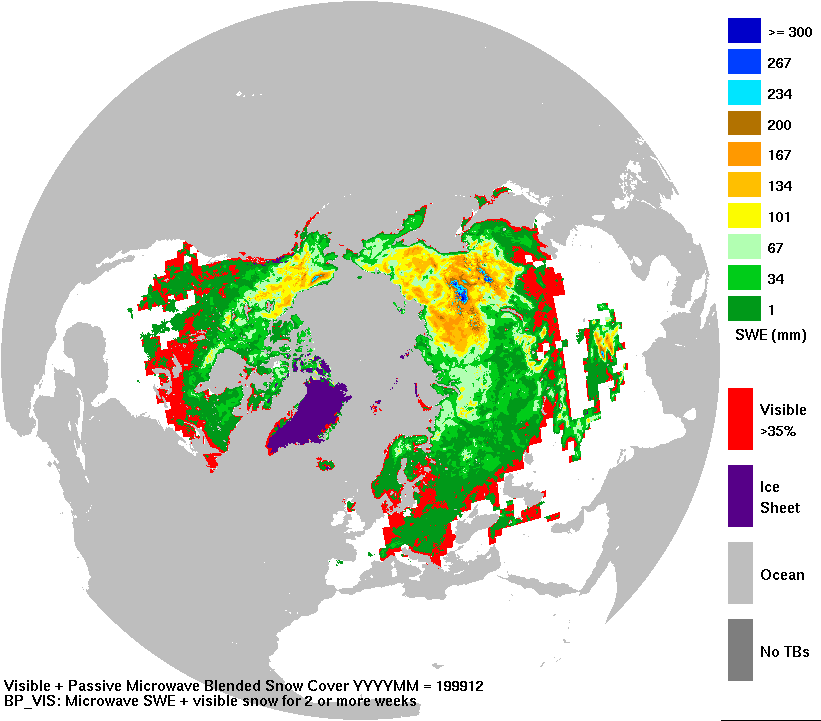 >= 300
267
234
200
167
134
101
67
34
1
SWE (mm)
Visible
>35%
Ice
Sheet
Ocean
No TBs
Visible + Passive Microwave Blended Snow Cover YYYYMM = 199912
BP_VIS: Microwave SWE + visible snow for 2 or more weeks